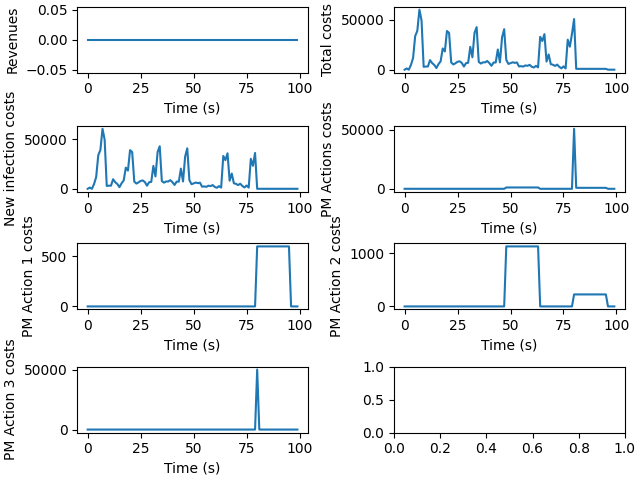 Revenues
0.05
0.00
−0.05
0 25 50 75 100
Time (s)
Total costs
50000
0
0 25 50 75 100
Time (s)
New infection costs
50000
0
0 25 50 75 100
Time (s)
PM Actions costs
50000
0
0 25 50 75 100
Time (s)
PM Action 1 costs
500
0
0 25 50 75 100
Time (s)
PM Action 2 costs
1000
0
0 25 50 75 100
Time (s)
PM Action 3 costs
50000
0
0 25 50 75 100
Time (s)
1.0
0.5
0.0
0.0 0.2 0.4 0.6 0.8 1.0